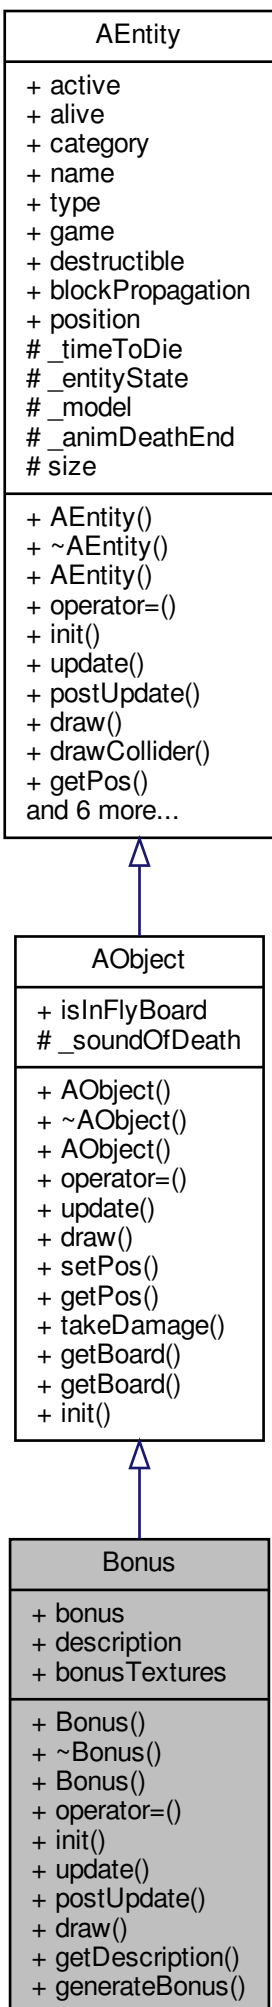 AEntity
+ active
+ alive
+ category
+ name
+ type
+ game
+ destructible
+ blockPropagation
+ position
# _timeToDie
# _entityState
# _model
# _animDeathEnd
# size
+ AEntity()
+ ~AEntity()
+ AEntity()
+ operator=()
+ init()
+ update()
+ postUpdate()
+ draw()
+ drawCollider()
+ getPos()
and 6 more...
AObject
+ isInFlyBoard
# _soundOfDeath
+ AObject()
+ ~AObject()
+ AObject()
+ operator=()
+ update()
+ draw()
+ setPos()
+ getPos()
+ takeDamage()
+ getBoard()
+ getBoard()
+ init()
Bonus
+ bonus
+ description
+ bonusTextures
+ Bonus()
+ ~Bonus()
+ Bonus()
+ operator=()
+ init()
+ update()
+ postUpdate()
+ draw()
+ getDescription()
+ generateBonus()